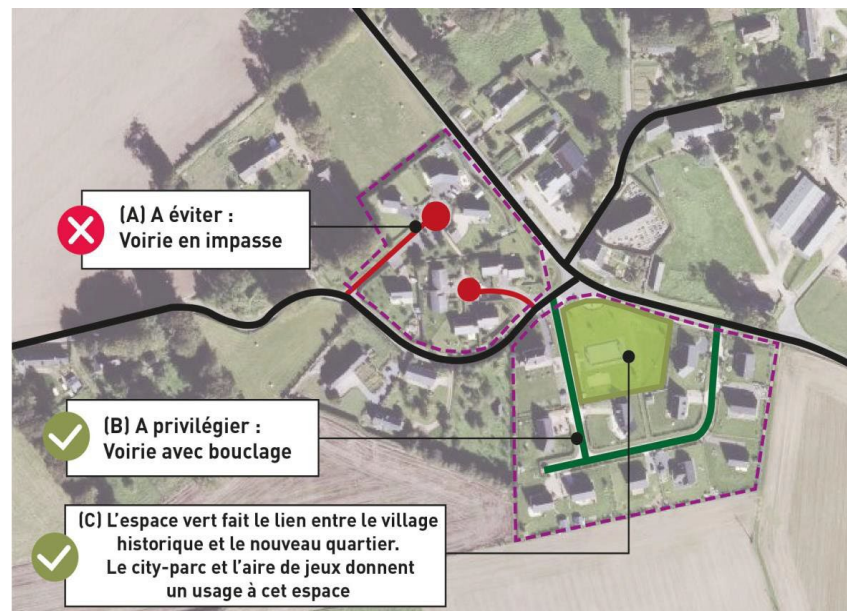 (A) A éviter :
Voirie en impasse
(B) A privilégier :
Voirie avec bouclage
(C) L’espace vert fait le lien entre le village
historique et le nouveau quartier.
Le city-parc et l’aire de jeux donnent
un usage à cet espace